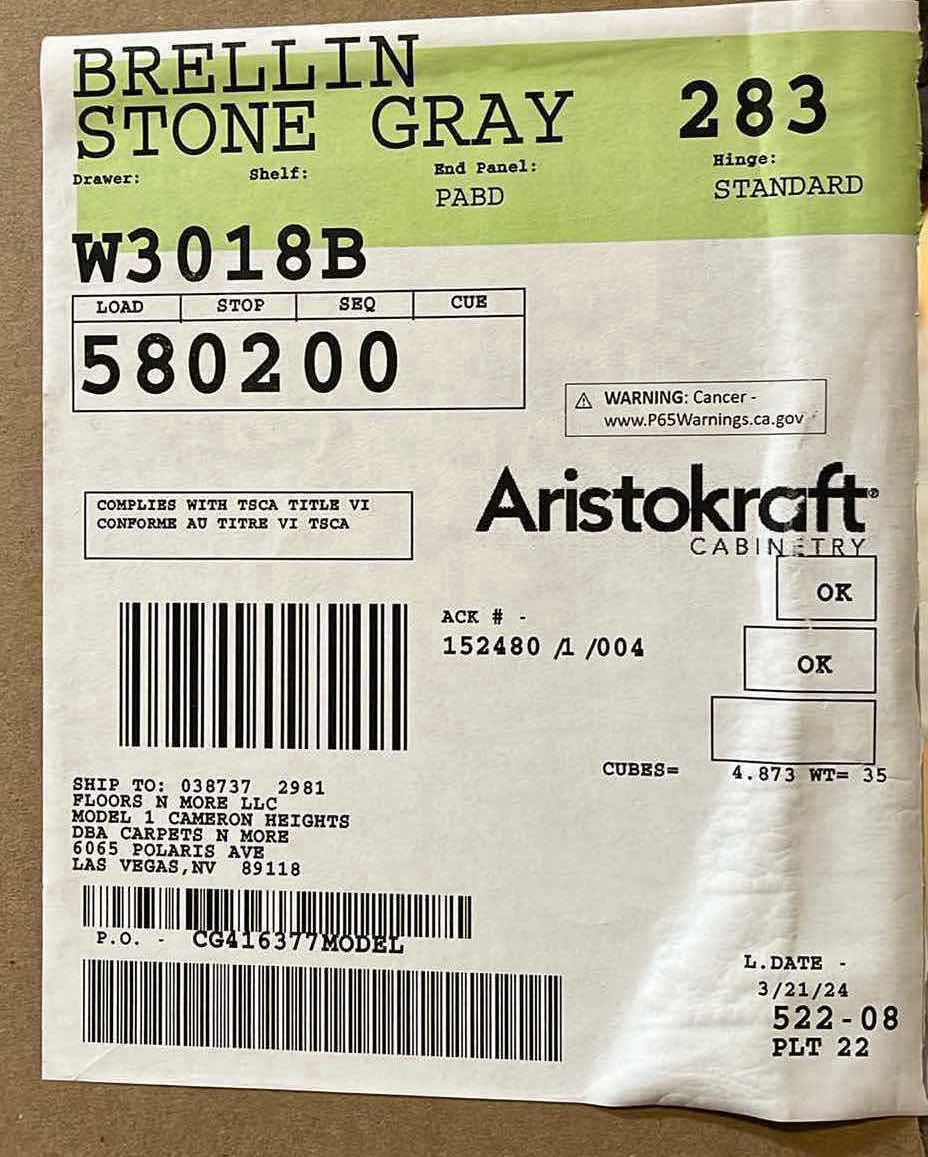 BRELLIN
STONE GRAY 283
Drawer: Shelf: End Panel: Hinge:
PABD STANDARD
W3018B
LOAD STOP SEQ CUE
580200
⚠ WARNING: Cancer -
www.P65Warnings.ca.gov
COMPLIES WITH TSCA TITLE VI
CONFORME AU TITRE VI TSCA
Aristokraft®
CABINETRY
OK
ACK # -
152480 /1 /004
OK
CUBES= 4.873 WT= 35
SHIP TO: 038737 2981
FLOORS N MORE LLC
MODEL 1 CAMERON HEIGHTS
DBA CARPETS N MORE
6065 POLARIS AVE
LAS VEGAS,NV 89118
P.O. - CG416377MODEL
L.DATE -
3/21/24
522-08
PLT 22